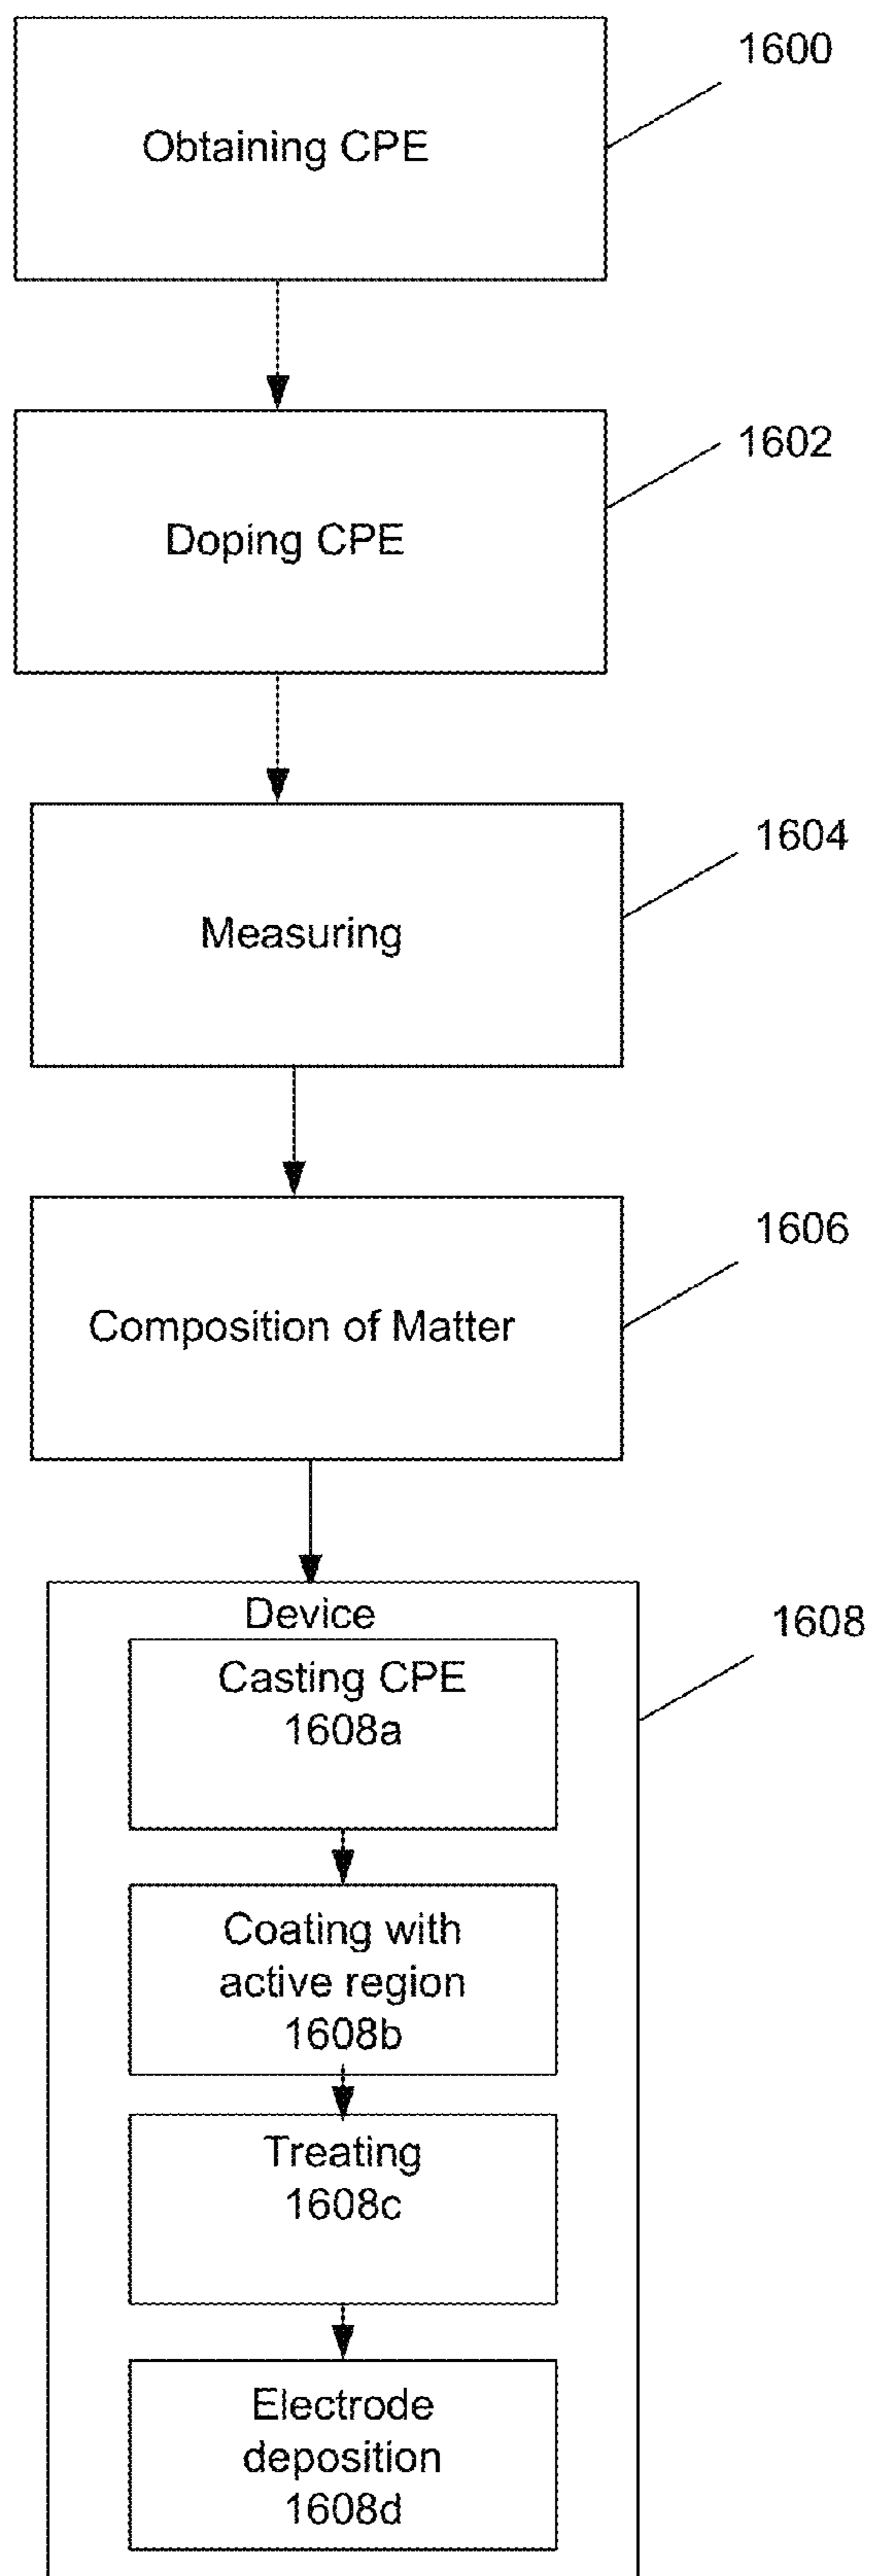 Obtaining CPE
1600
Doping CPE
1602
Measuring
1604
Composition of Matter
1606
Device
1608
Casting CPE
1608a
Coating with
active region
1608b
Treating
1608c
Electrode
deposition
1608d